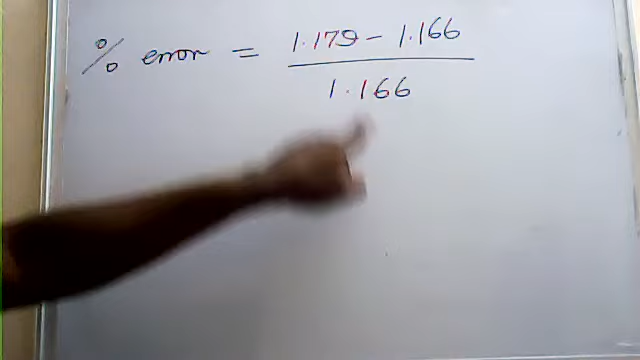 % error = 1.179 - 1.166
1.166